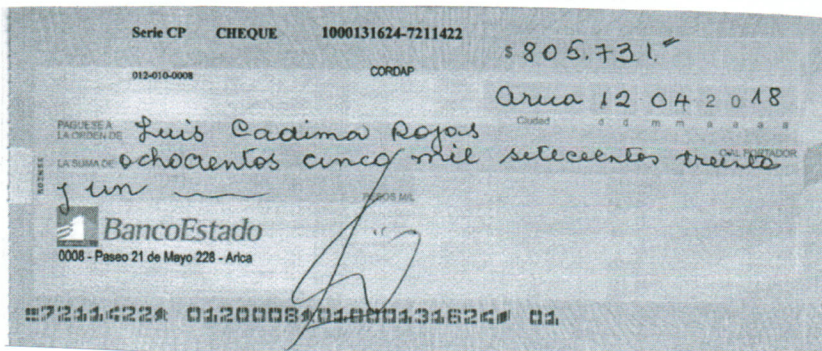 Serie CP CHEQUE 1000131624-7211422
$ 805.731.-
012-010-0008 CORDAP
Arica 12 04 2018
Ciudad d d m m a a a a
PAGUESE A
LA ORDEN DE Luis Cadima Rojas
LA SUMA DE ochocientos cinco mil setecientos treinta O AL PORTADOR
y un PESOS M/L
BancoEstado
0008 - Paseo 21 de Mayo 228 - Arica